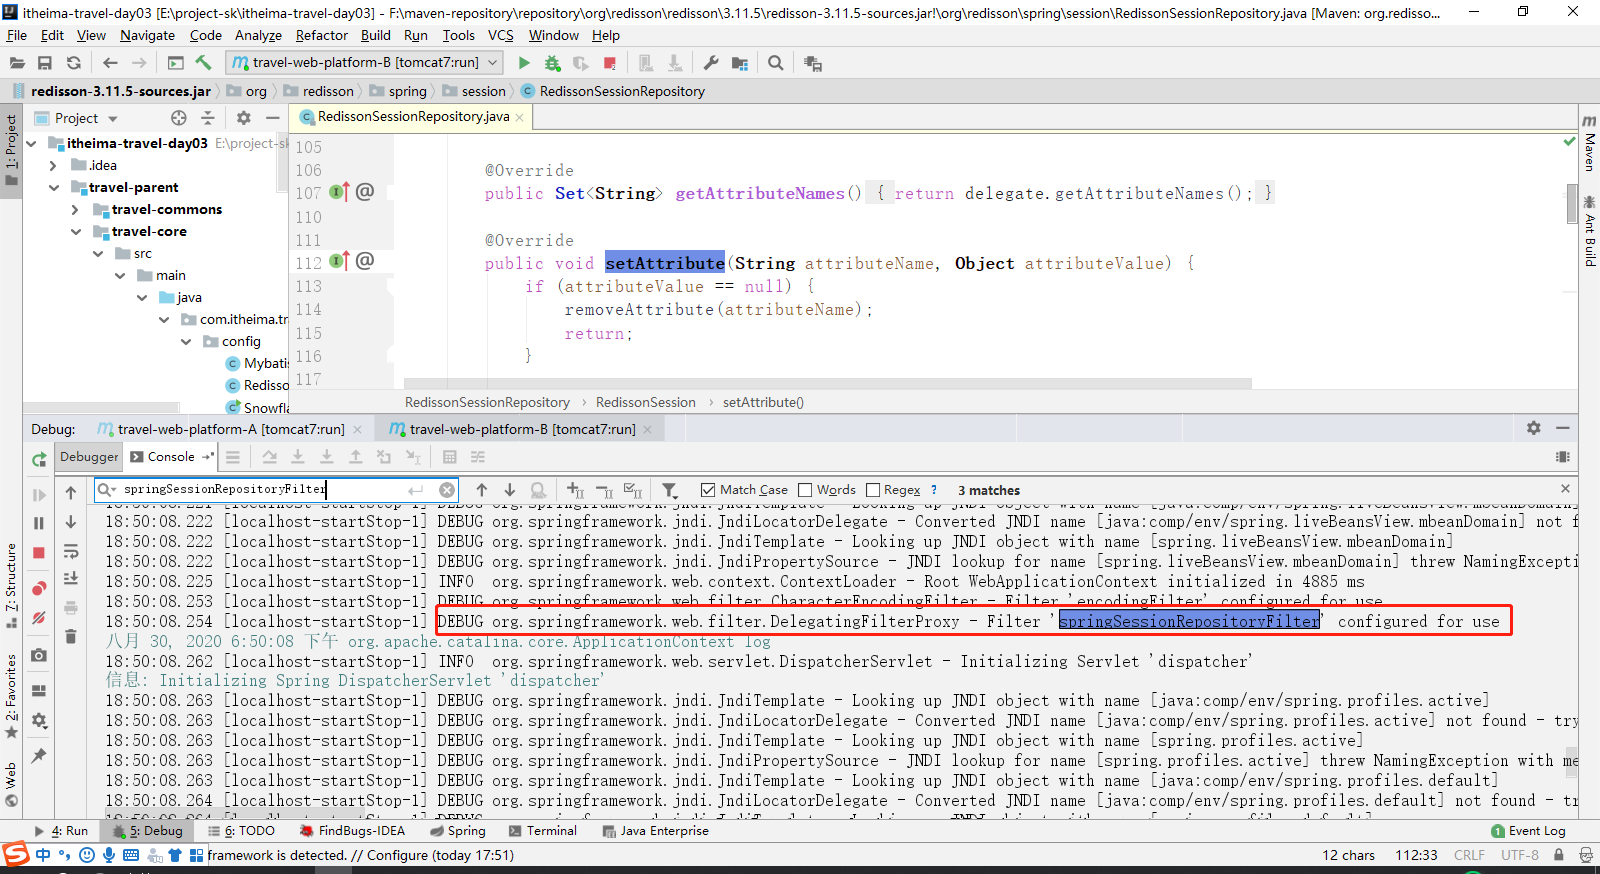 itheima-travel-day03 [E:\project-sk\itheima-travel-day03] - F:\maven-repository\repository\org\redisson\redisson\3.11.5\redisson-3.11.5-sources.jar!\org\redisson\spring\session\RedissonSessionRepository.java [Maven: org.redisso...
File Edit View Navigate Code Analyze Refactor Build Run Tools VCS Window Help
travel-web-platform-B [tomcat7:run]
redisson-3.11.5-sources.jar org redisson spring session RedissonSessionRepository
Project
RedissonSessionRepository.java
1: Project
Maven
Ant Build
itheima-travel-day03 E:\project-sk
.idea
travel-parent
travel-commons
travel-core
src
main
java
com.itheima.tr
config
Mybati
Redisso
Snowfla
105
106 @Override
107 public Set<String> getAttributeNames() { return delegate.getAttributeNames(); }
110
111 @Override
112 public void setAttribute(String attributeName, Object attributeValue) {
113 if (attributeValue == null) {
114 removeAttribute(attributeName);
115 return;
116 }
117
RedissonSessionRepository › RedissonSession › setAttribute()
Debug: travel-web-platform-A [tomcat7:run] travel-web-platform-B [tomcat7:run]
Debugger Console
springSessionRepositoryFilter Match Case Words Regex ? 3 matches
18:50:08.222 [localhost-startStop-1] DEBUG org.springframework.jndi.JndiLocatorDelegate - Converted JNDI name [java:comp/env/spring.liveBeansView.mbeanDomain] not f
18:50:08.222 [localhost-startStop-1] DEBUG org.springframework.jndi.JndiTemplate - Looking up JNDI object with name [spring.liveBeansView.mbeanDomain]
18:50:08.222 [localhost-startStop-1] DEBUG org.springframework.jndi.JndiPropertySource - JNDI lookup for name [spring.liveBeansView.mbeanDomain] threw NamingExcepti
18:50:08.225 [localhost-startStop-1] INFO org.springframework.web.context.ContextLoader - Root WebApplicationContext initialized in 4885 ms
18:50:08.253 [localhost-startStop-1] DEBUG org.springframework.web.filter.CharacterEncodingFilter - Filter 'encodingFilter' configured for use
18:50:08.254 [localhost-startStop-1] DEBUG org.springframework.web.filter.DelegatingFilterProxy - Filter 'springSessionRepositoryFilter' configured for use
八月 30, 2020 6:50:08 下午 org.apache.catalina.core.ApplicationContext log
18:50:08.262 [localhost-startStop-1] INFO org.springframework.web.servlet.DispatcherServlet - Initializing Servlet 'dispatcher'
信息: Initializing Spring DispatcherServlet 'dispatcher'
18:50:08.263 [localhost-startStop-1] DEBUG org.springframework.jndi.JndiTemplate - Looking up JNDI object with name [java:comp/env/spring.profiles.active]
18:50:08.263 [localhost-startStop-1] DEBUG org.springframework.jndi.JndiLocatorDelegate - Converted JNDI name [java:comp/env/spring.profiles.active] not found - try
18:50:08.263 [localhost-startStop-1] DEBUG org.springframework.jndi.JndiTemplate - Looking up JNDI object with name [spring.profiles.active]
18:50:08.263 [localhost-startStop-1] DEBUG org.springframework.jndi.JndiPropertySource - JNDI lookup for name [spring.profiles.active] threw NamingException with me
18:50:08.263 [localhost-startStop-1] DEBUG org.springframework.jndi.JndiTemplate - Looking up JNDI object with name [java:comp/env/spring.profiles.default]
18:50:08.264 [localhost-startStop-1] DEBUG org.springframework.jndi.JndiLocatorDelegate - Converted JNDI name [java:comp/env/spring.profiles.default] not found - tr
7: Structure
2: Favorites
Web
4: Run 5: Debug 6: TODO FindBugs-IDEA Spring Terminal Java Enterprise 1 Event Log
中 framework is detected. // Configure (today 17:51) 12 chars 112:33 CRLF UTF-8